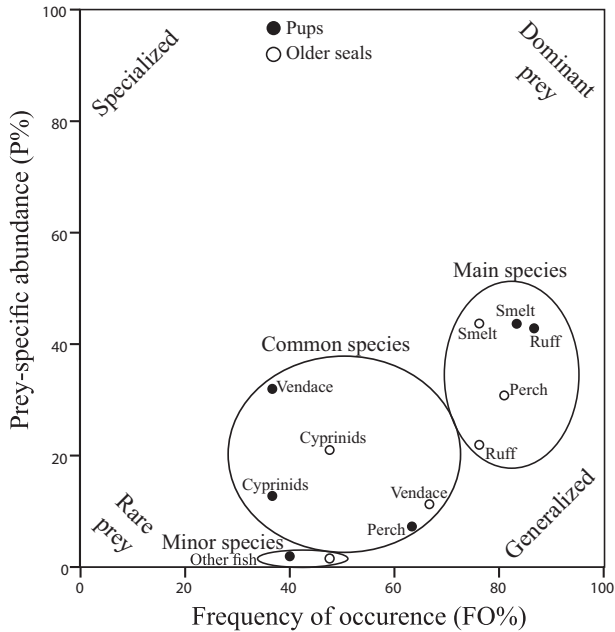 100
80
60
40
20
0
Prey-specific abundance (P%)
Pups
Older seals
Specialized
Dominant
prey
Main species
Smelt
Smelt
Ruff
Perch
Ruff
Common species
Vendace
Cyprinids
Cyprinids
Vendace
Perch
Rare
prey
Minor species
Other fish
Generalized
0 20 40 60 80 100
Frequency of occurence (FO%)